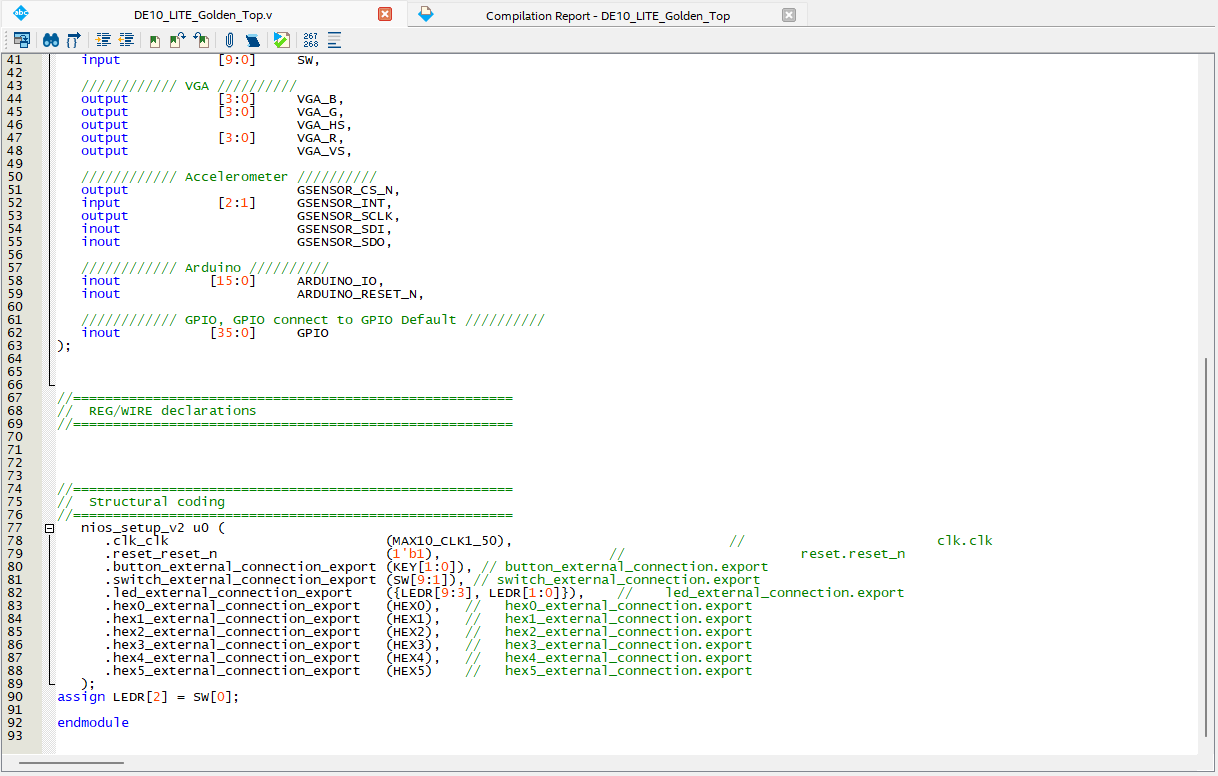 abc DE10_LITE_Golden_Top.v Compilation Report - DE10_LITE_Golden_Top
267
268
41 input [9:0] SW,
42
43 //////////// VGA //////////
44 output [3:0] VGA_B,
45 output [3:0] VGA_G,
46 output VGA_HS,
47 output [3:0] VGA_R,
48 output VGA_VS,
49
50 //////////// Accelerometer //////////
51 output GSENSOR_CS_N,
52 input [2:1] GSENSOR_INT,
53 output GSENSOR_SCLK,
54 inout GSENSOR_SDI,
55 inout GSENSOR_SDO,
56
57 //////////// Arduino //////////
58 inout [15:0] ARDUINO_IO,
59 inout ARDUINO_RESET_N,
60
61 //////////// GPIO, GPIO connect to GPIO Default //////////
62 inout [35:0] GPIO
63 );
64
65
66
67 //=======================================================
68 // REG/WIRE declarations
69 //=======================================================
70
71
72
73
74 //=======================================================
75 // Structural coding
76 //=======================================================
77 nios_setup_v2 u0 (
78 .clk_clk (MAX10_CLK1_50), // clk.clk
79 .reset_reset_n (1'b1), // reset.reset_n
80 .button_external_connection_export (KEY[1:0]), // button_external_connection.export
81 .switch_external_connection_export (SW[9:1]), // switch_external_connection.export
82 .led_external_connection_export ({LEDR[9:3], LEDR[1:0]}), // led_external_connection.export
83 .hex0_external_connection_export (HEX0), // hex0_external_connection.export
84 .hex1_external_connection_export (HEX1), // hex1_external_connection.export
85 .hex2_external_connection_export (HEX2), // hex2_external_connection.export
86 .hex3_external_connection_export (HEX3), // hex3_external_connection.export
87 .hex4_external_connection_export (HEX4), // hex4_external_connection.export
88 .hex5_external_connection_export (HEX5) // hex5_external_connection.export
89 );
90 assign LEDR[2] = SW[0];
91
92 endmodule
93